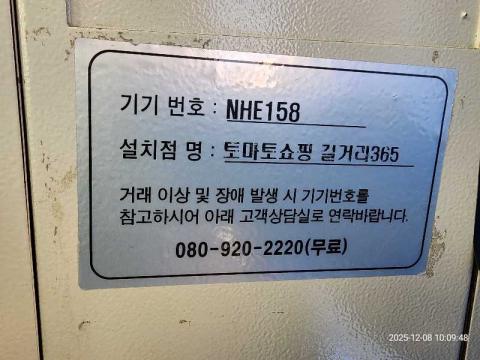 기기 번호 : NHE158
설치점 명 : 토마토쇼핑 길거리365
거래 이상 및 장애 발생 시 기기번호를
참고하시어 아래 고객상담실로 연락바랍니다.
080-920-2220(무료)
2025-12-08 10:09:48